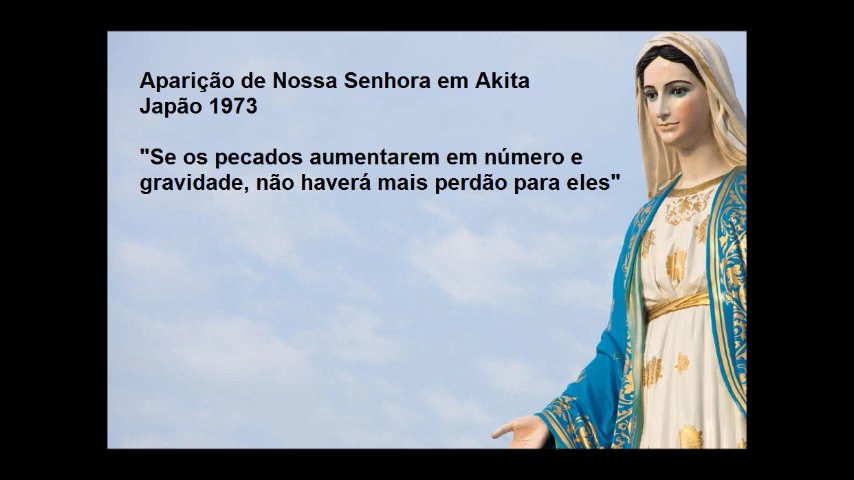 Aparição de Nossa Senhora em Akita
Japão 1973
"Se os pecados aumentarem em número e
gravidade, não haverá mais perdão para eles"